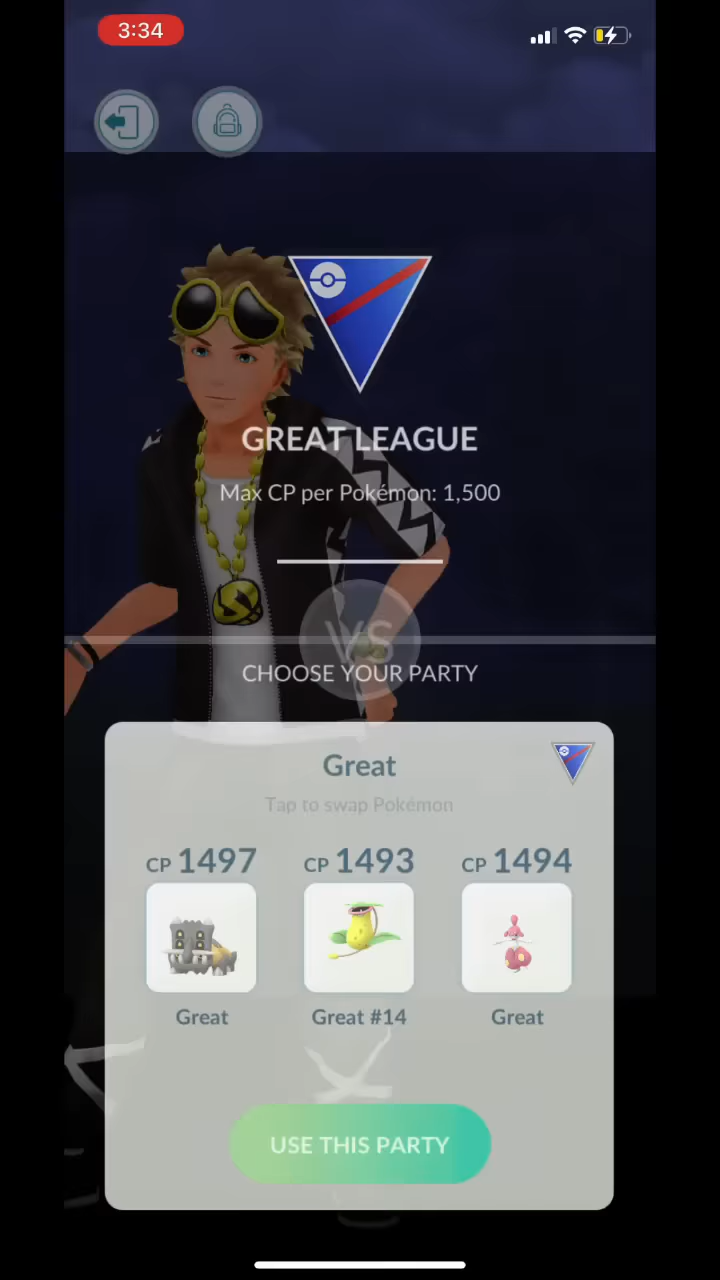 3:34
GREAT LEAGUE
Max CP per Pokémon: 1,500
VS
CHOOSE YOUR PARTY
Great
Tap to swap Pokémon
CP 1497 CP 1493 CP 1494
Great Great #14 Great
USE THIS PARTY